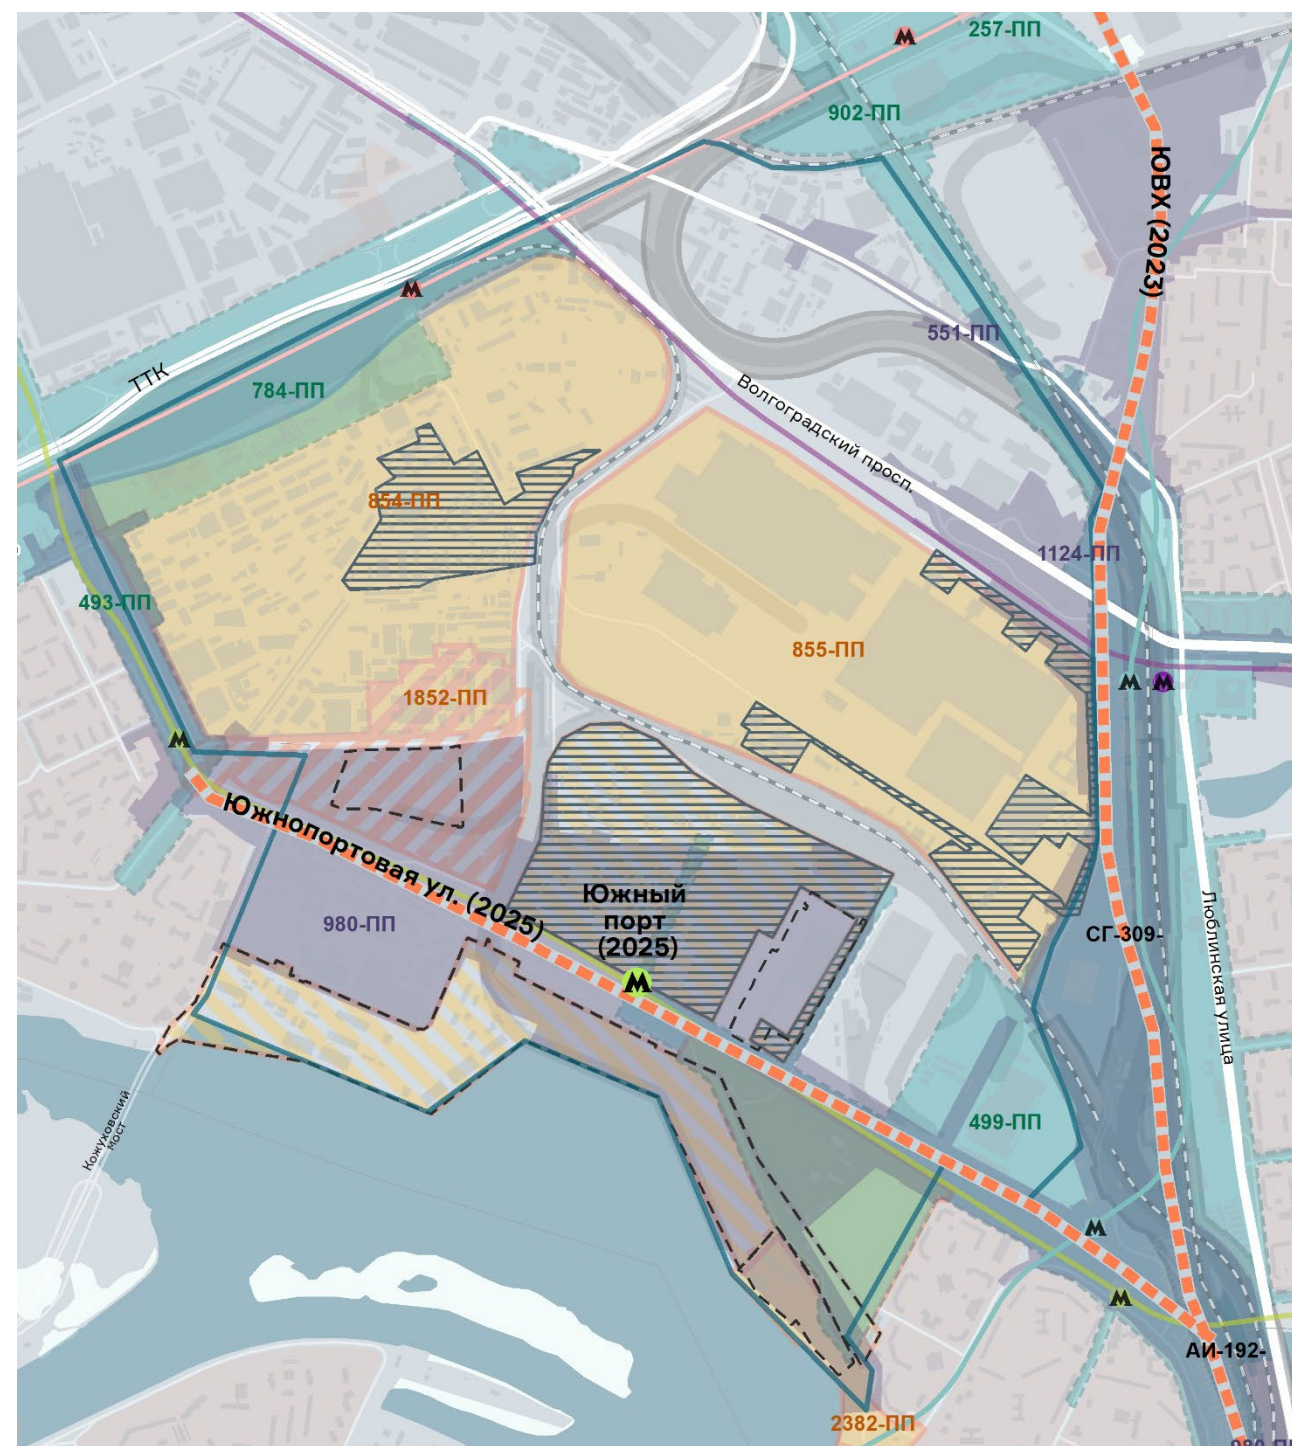 257-ПП
902-ПП
ЮВХ (2023)
551-ПП
ТТК
784-ПП
Волгоградский просп.
854-ПП
1124-ПП
493-ПП
855-ПП
1852-ПП
Южнопортовая ул. (2025)
Южный
порт
(2025)
980-ПП
СГ-309-
Люблинская улица
Кожуховский
мост
499-ПП
АИ-192-
2382-ПП
980-ПП